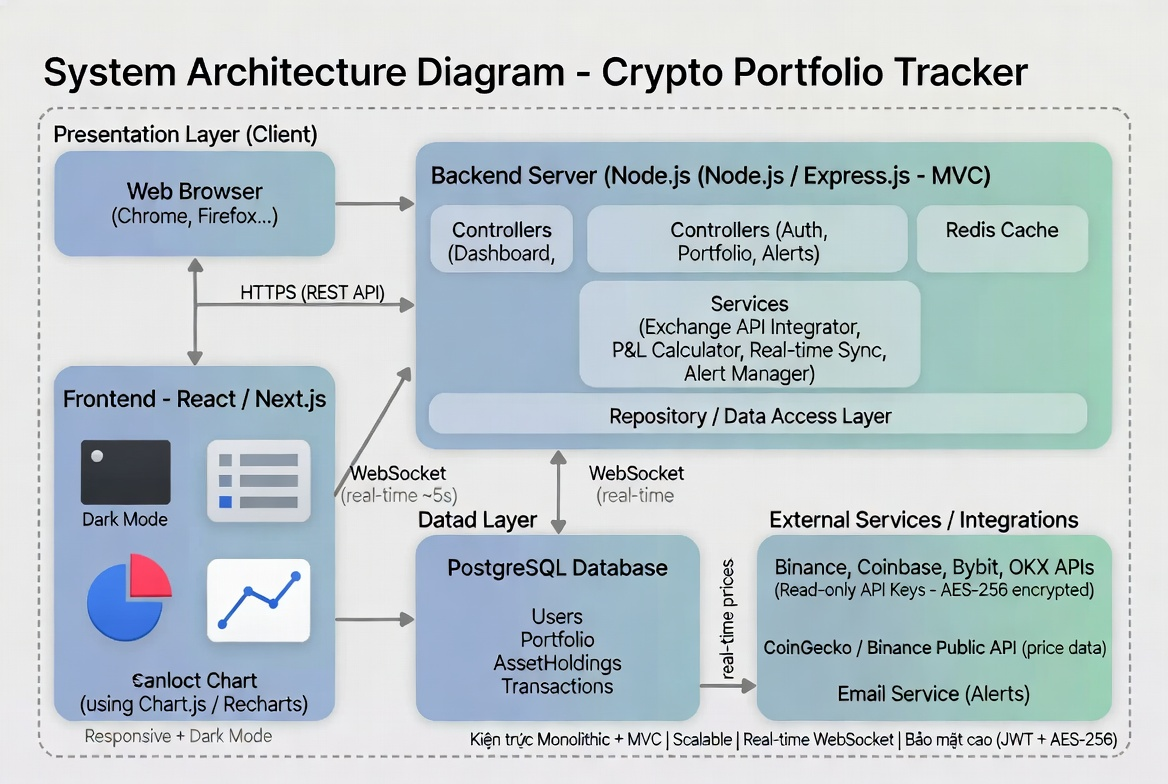 System Architecture Diagram - Crypto Portfolio Tracker
Presentation Layer (Client)
Web Browser
(Chrome, Firefox...)
HTTPS (REST API)
Frontend - React / Next.js
Dark Mode
Canloct Chart
(using Chart.js / Recharts)
Responsive + Dark Mode
Backend Server (Node.js (Node.js / Express.js - MVC)
Controllers
(Dashboard,
Controllers (Auth,
Portfolio, Alerts)
Redis Cache
Services
(Exchange API Integrator,
P&L Calculator, Real-time Sync,
Alert Manager)
Repository / Data Access Layer
WebSocket
(real-time ~5s)
WebSocket
(real-time
Datad Layer
PostgreSQL Database
Users
Portfolio
AssetHoldings
Transactions
real-time prices
External Services / Integrations
Binance, Coinbase, Bybit, OKX APIs
(Read-only API Keys - AES-256 encrypted)
CoinGecko / Binance Public API (price data)
Email Service (Alerts)
Kiện trực Monolithic + MVC | Scalable | Real-time WebSocket | Bảo mật cao (JWT + AES-256)